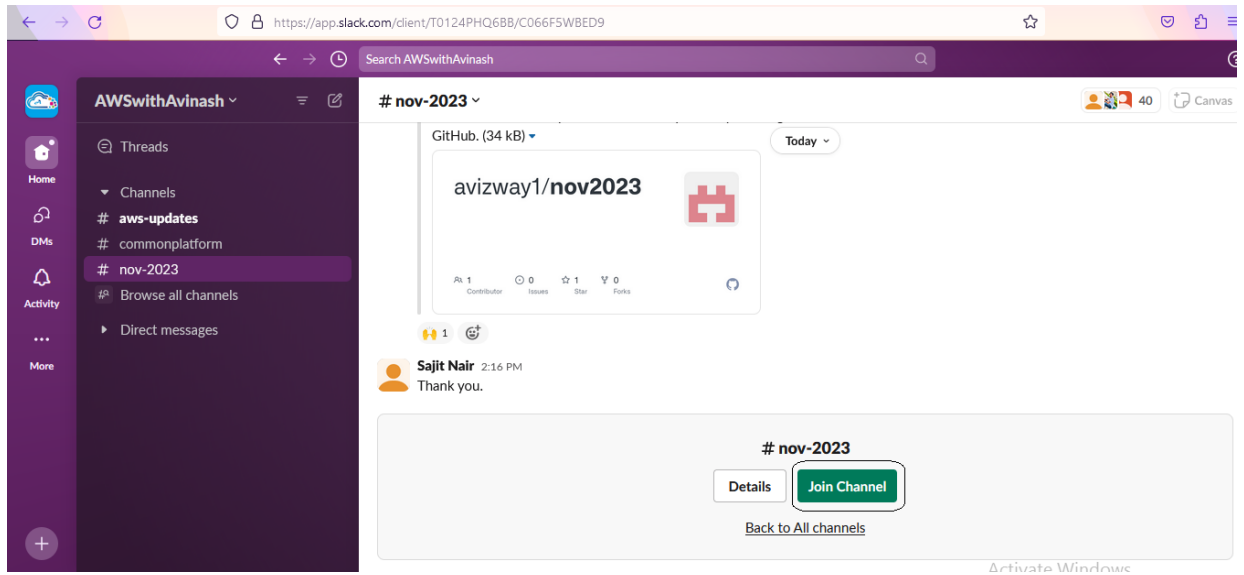 https://app.slack.com/client/T0124PHQ6BB/C066F5WBED9
Search AWSwithAvinash
AWSwithAvinash
# nov-2023
40
Canvas
Home
DMs
Activity
More
Threads
Channels
# aws-updates
# commonplatform
# nov-2023
Browse all channels
Direct messages
GitHub. (34 kB)
Today
avizway1/nov2023
1 0 1 0
Contributor Issues Star Forks
1
Sajit Nair 2:16 PM
Thank you.
# nov-2023
Details Join Channel
Back to All channels
Activate Windows